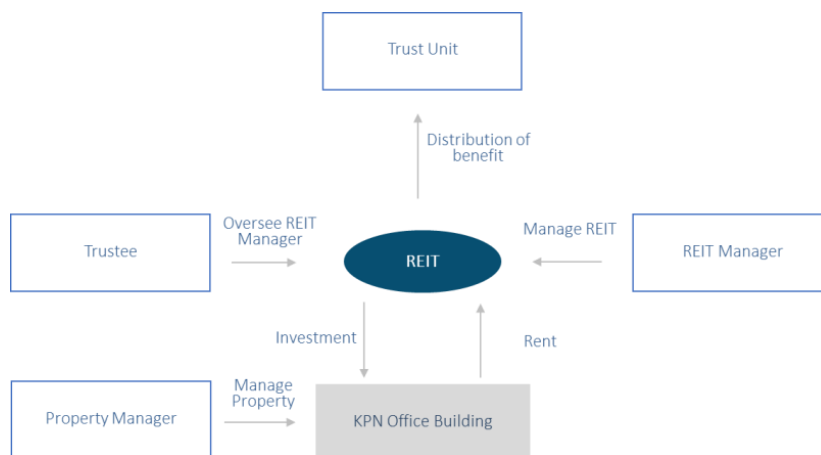 Trust Unit
Distribution of
benefit
Oversee REIT
Manager
Manage REIT
Trustee
REIT
REIT Manager
Investment
Rent
Manage
Property
Property Manager
KPN Office Building